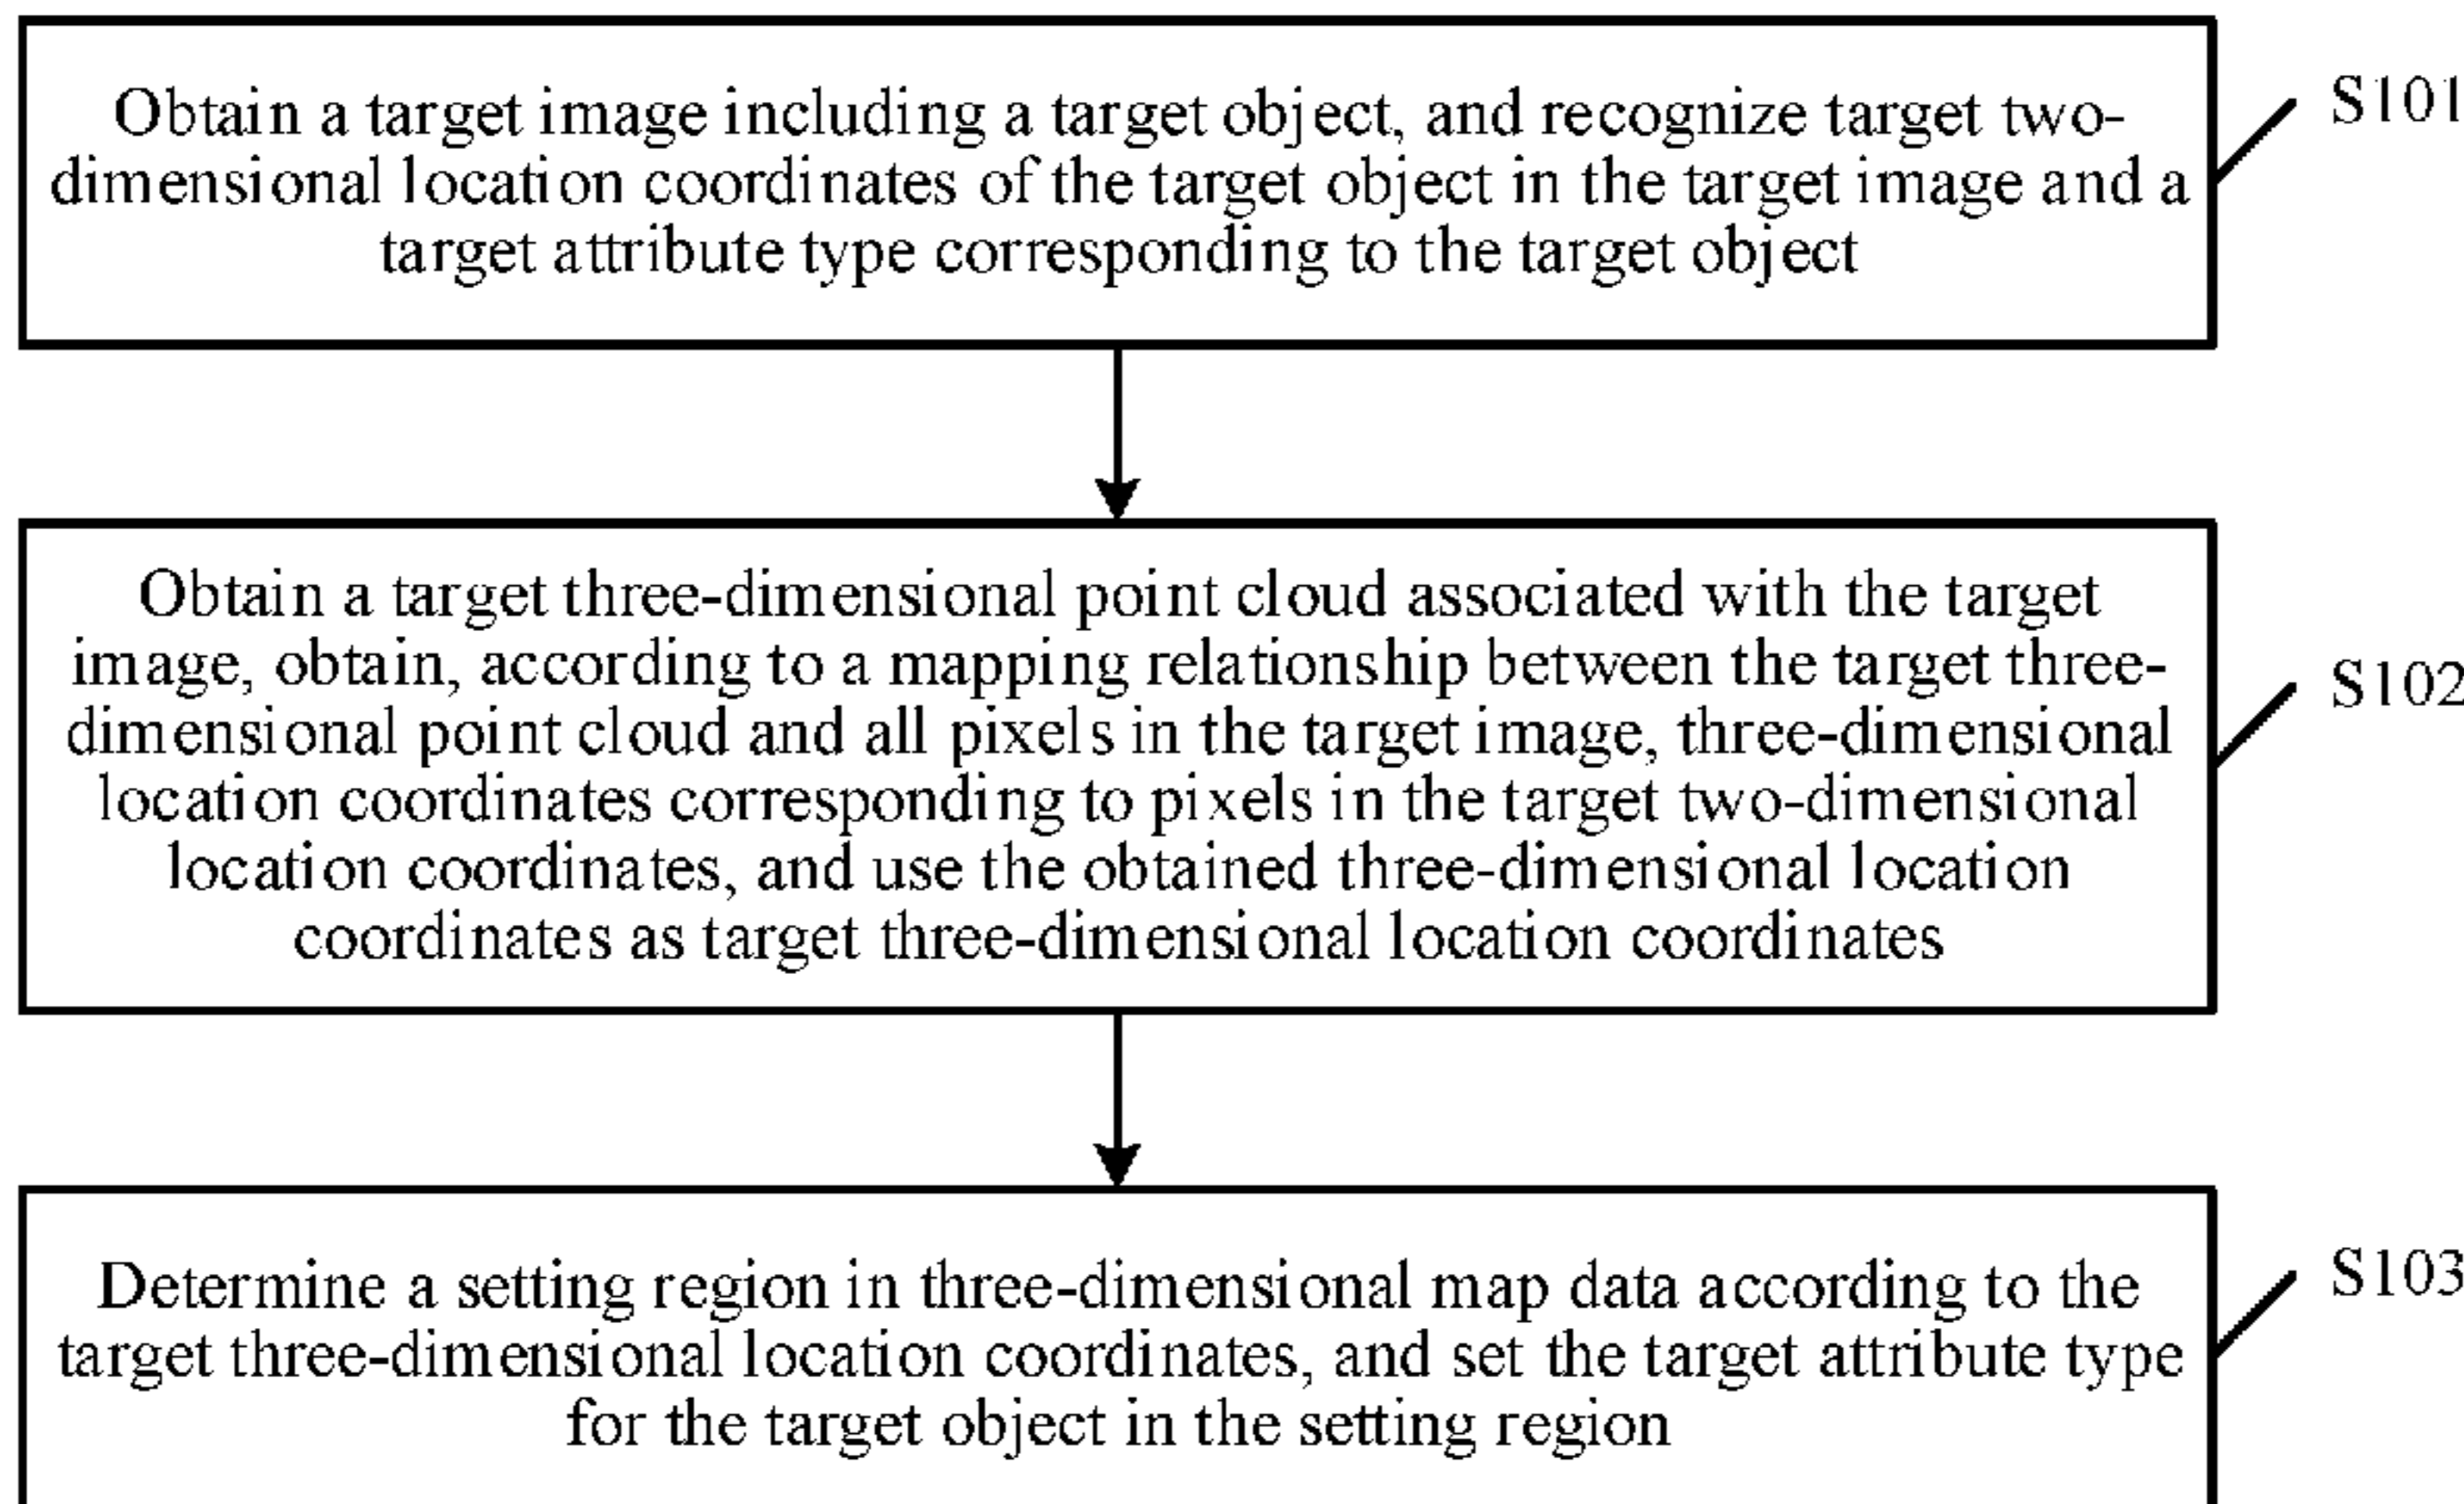 Obtain a target image including a target object, and recognize target two-
dimensional location coordinates of the target object in the target image and a
target attribute type corresponding to the target object
S101
Obtain a target three-dimensional point cloud associated with the target
image, obtain, according to a mapping relationship between the target three-
dimensional point cloud and all pixels in the target image, three-dimensional
location coordinates corresponding to pixels in the target two-dimensional
location coordinates, and use the obtained three-dimensional location
coordinates as target three-dimensional location coordinates
S102
Determine a setting region in three-dimensional map data according to the
target three-dimensional location coordinates, and set the target attribute type
for the target object in the setting region
S103